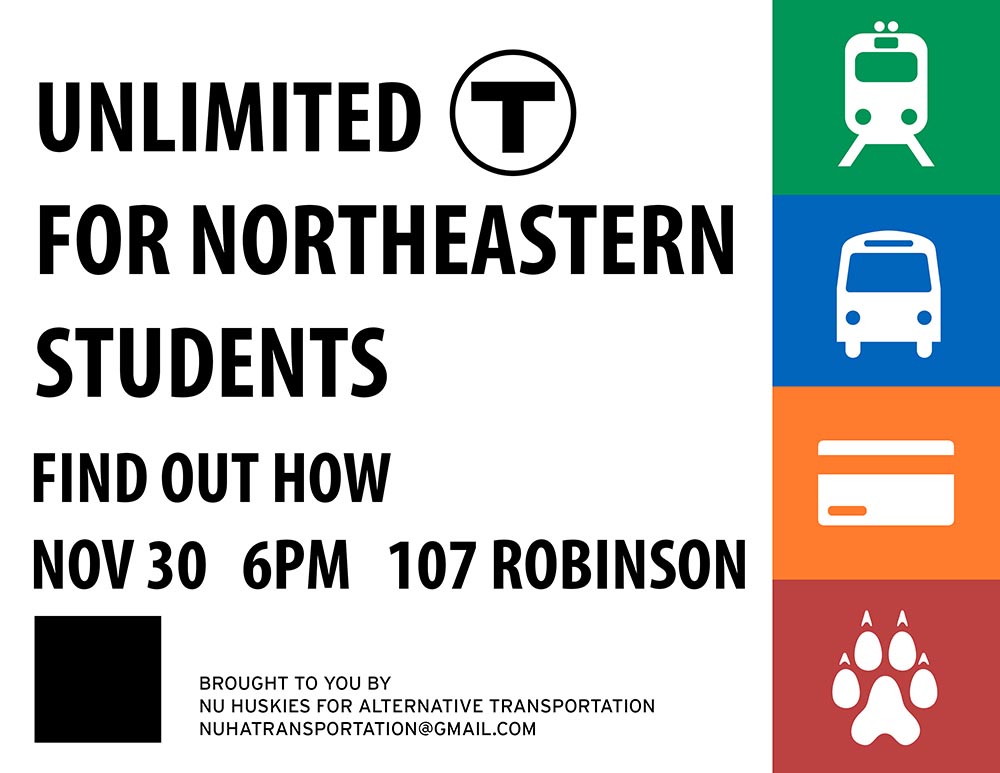 UNLIMITED T
FOR NORTHEASTERN
STUDENTS
FIND OUT HOW
NOV 30 6PM 107 ROBINSON
BROUGHT TO YOU BY
NU HUSKIES FOR ALTERNATIVE TRANSPORTATION
NUHATRANSPORTATION@GMAIL.COM